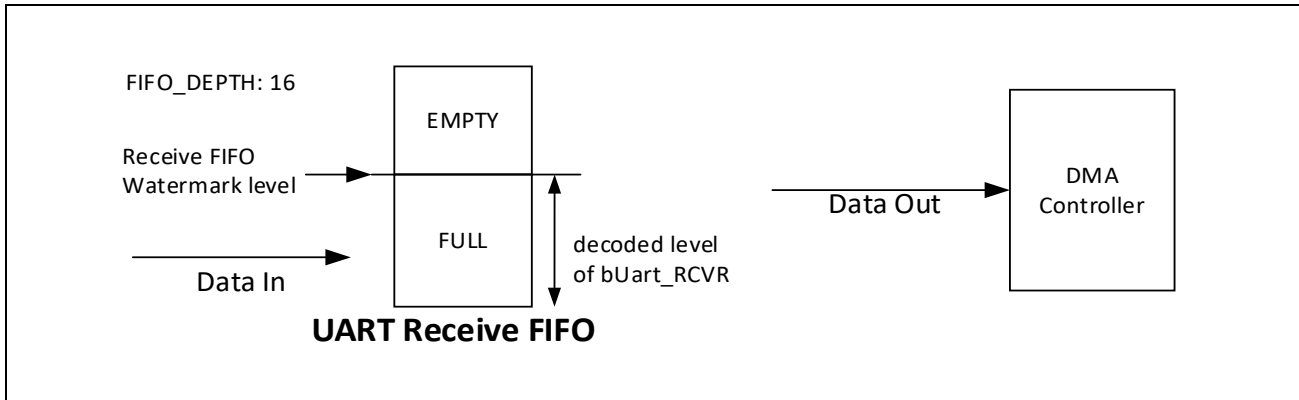 FIFO_DEPTH: 16
EMPTY
Receive FIFO
Watermark level
FULL
decoded level
of bUart_RCVR
Data In
UART Receive FIFO
Data Out
DMA
Controller